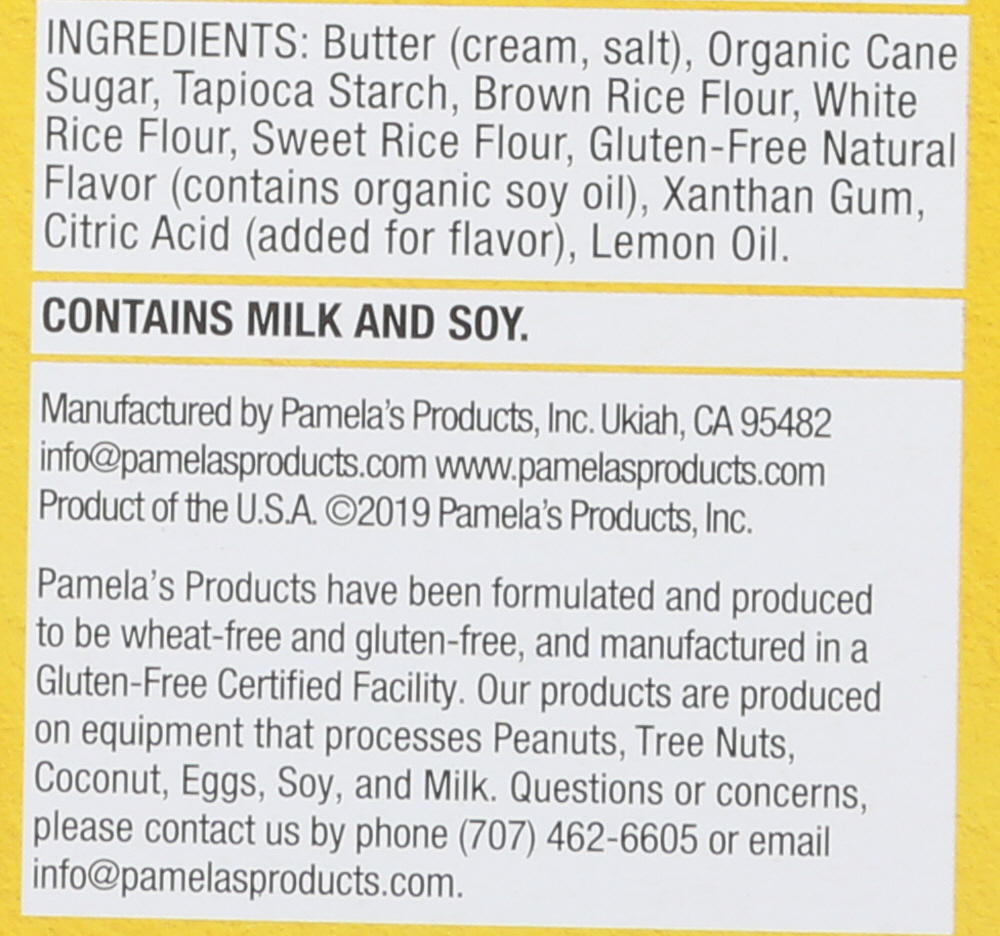 INGREDIENTS: Butter (cream, salt), Organic Cane
Sugar, Tapioca Starch, Brown Rice Flour, White
Rice Flour, Sweet Rice Flour, Gluten-Free Natural
Flavor (contains organic soy oil), Xanthan Gum,
Citric Acid (added for flavor), Lemon Oil.
CONTAINS MILK AND SOY.
Manufactured by Pamela's Products, Inc. Ukiah, CA 95482
info@pamelasproducts.com www.pamelasproducts.com
Product of the U.S.A. ©2019 Pamela's Products, Inc.
Pamela's Products have been formulated and produced
to be wheat-free and gluten-free, and manufactured in a
Gluten-Free Certified Facility. Our products are produced
on equipment that processes Peanuts, Tree Nuts,
Coconut, Eggs, Soy, and Milk. Questions or concerns,
please contact us by phone (707) 462-6605 or email
info@pamelasproducts.com.